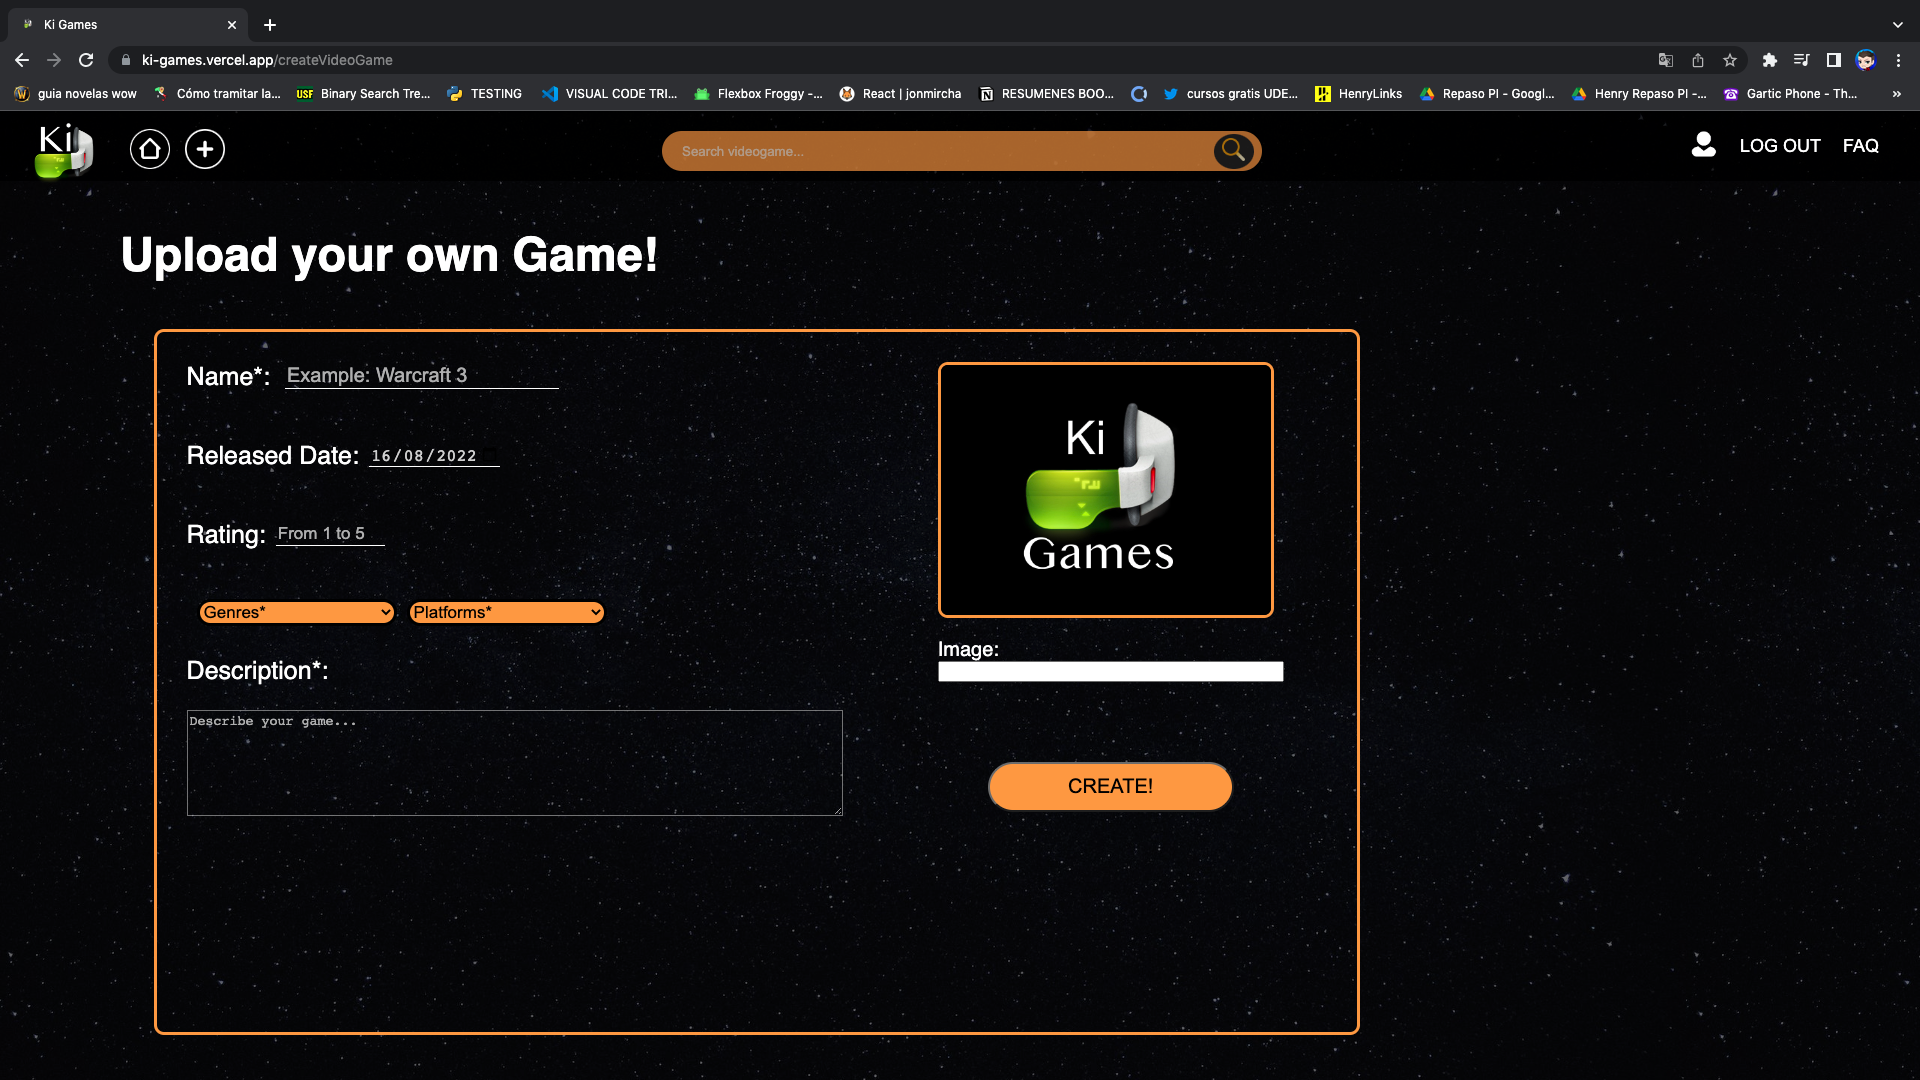 Ki Games
ki-games.vercel.app/createVideoGame
guia novelas wow
Cómo tramitar la...
USF Binary Search Tre...
TESTING
VISUAL CODE TRI...
Flexbox Froggy -...
React | jonmircha
RESUMENES BOO...
cursos gratis UDE...
HenryLinks
Repaso PI - Googl...
Henry Repaso PI -...
Gartic Phone - Th...
Ki
Search videogame...
LOG OUT
FAQ
Upload your own Game!
Name*: Example: Warcraft 3
Released Date: 16/08/2022
Rating: From 1 to 5
Genres*
Platforms*
Description*:
Describe your game...
Ki
Games
Image:
CREATE!